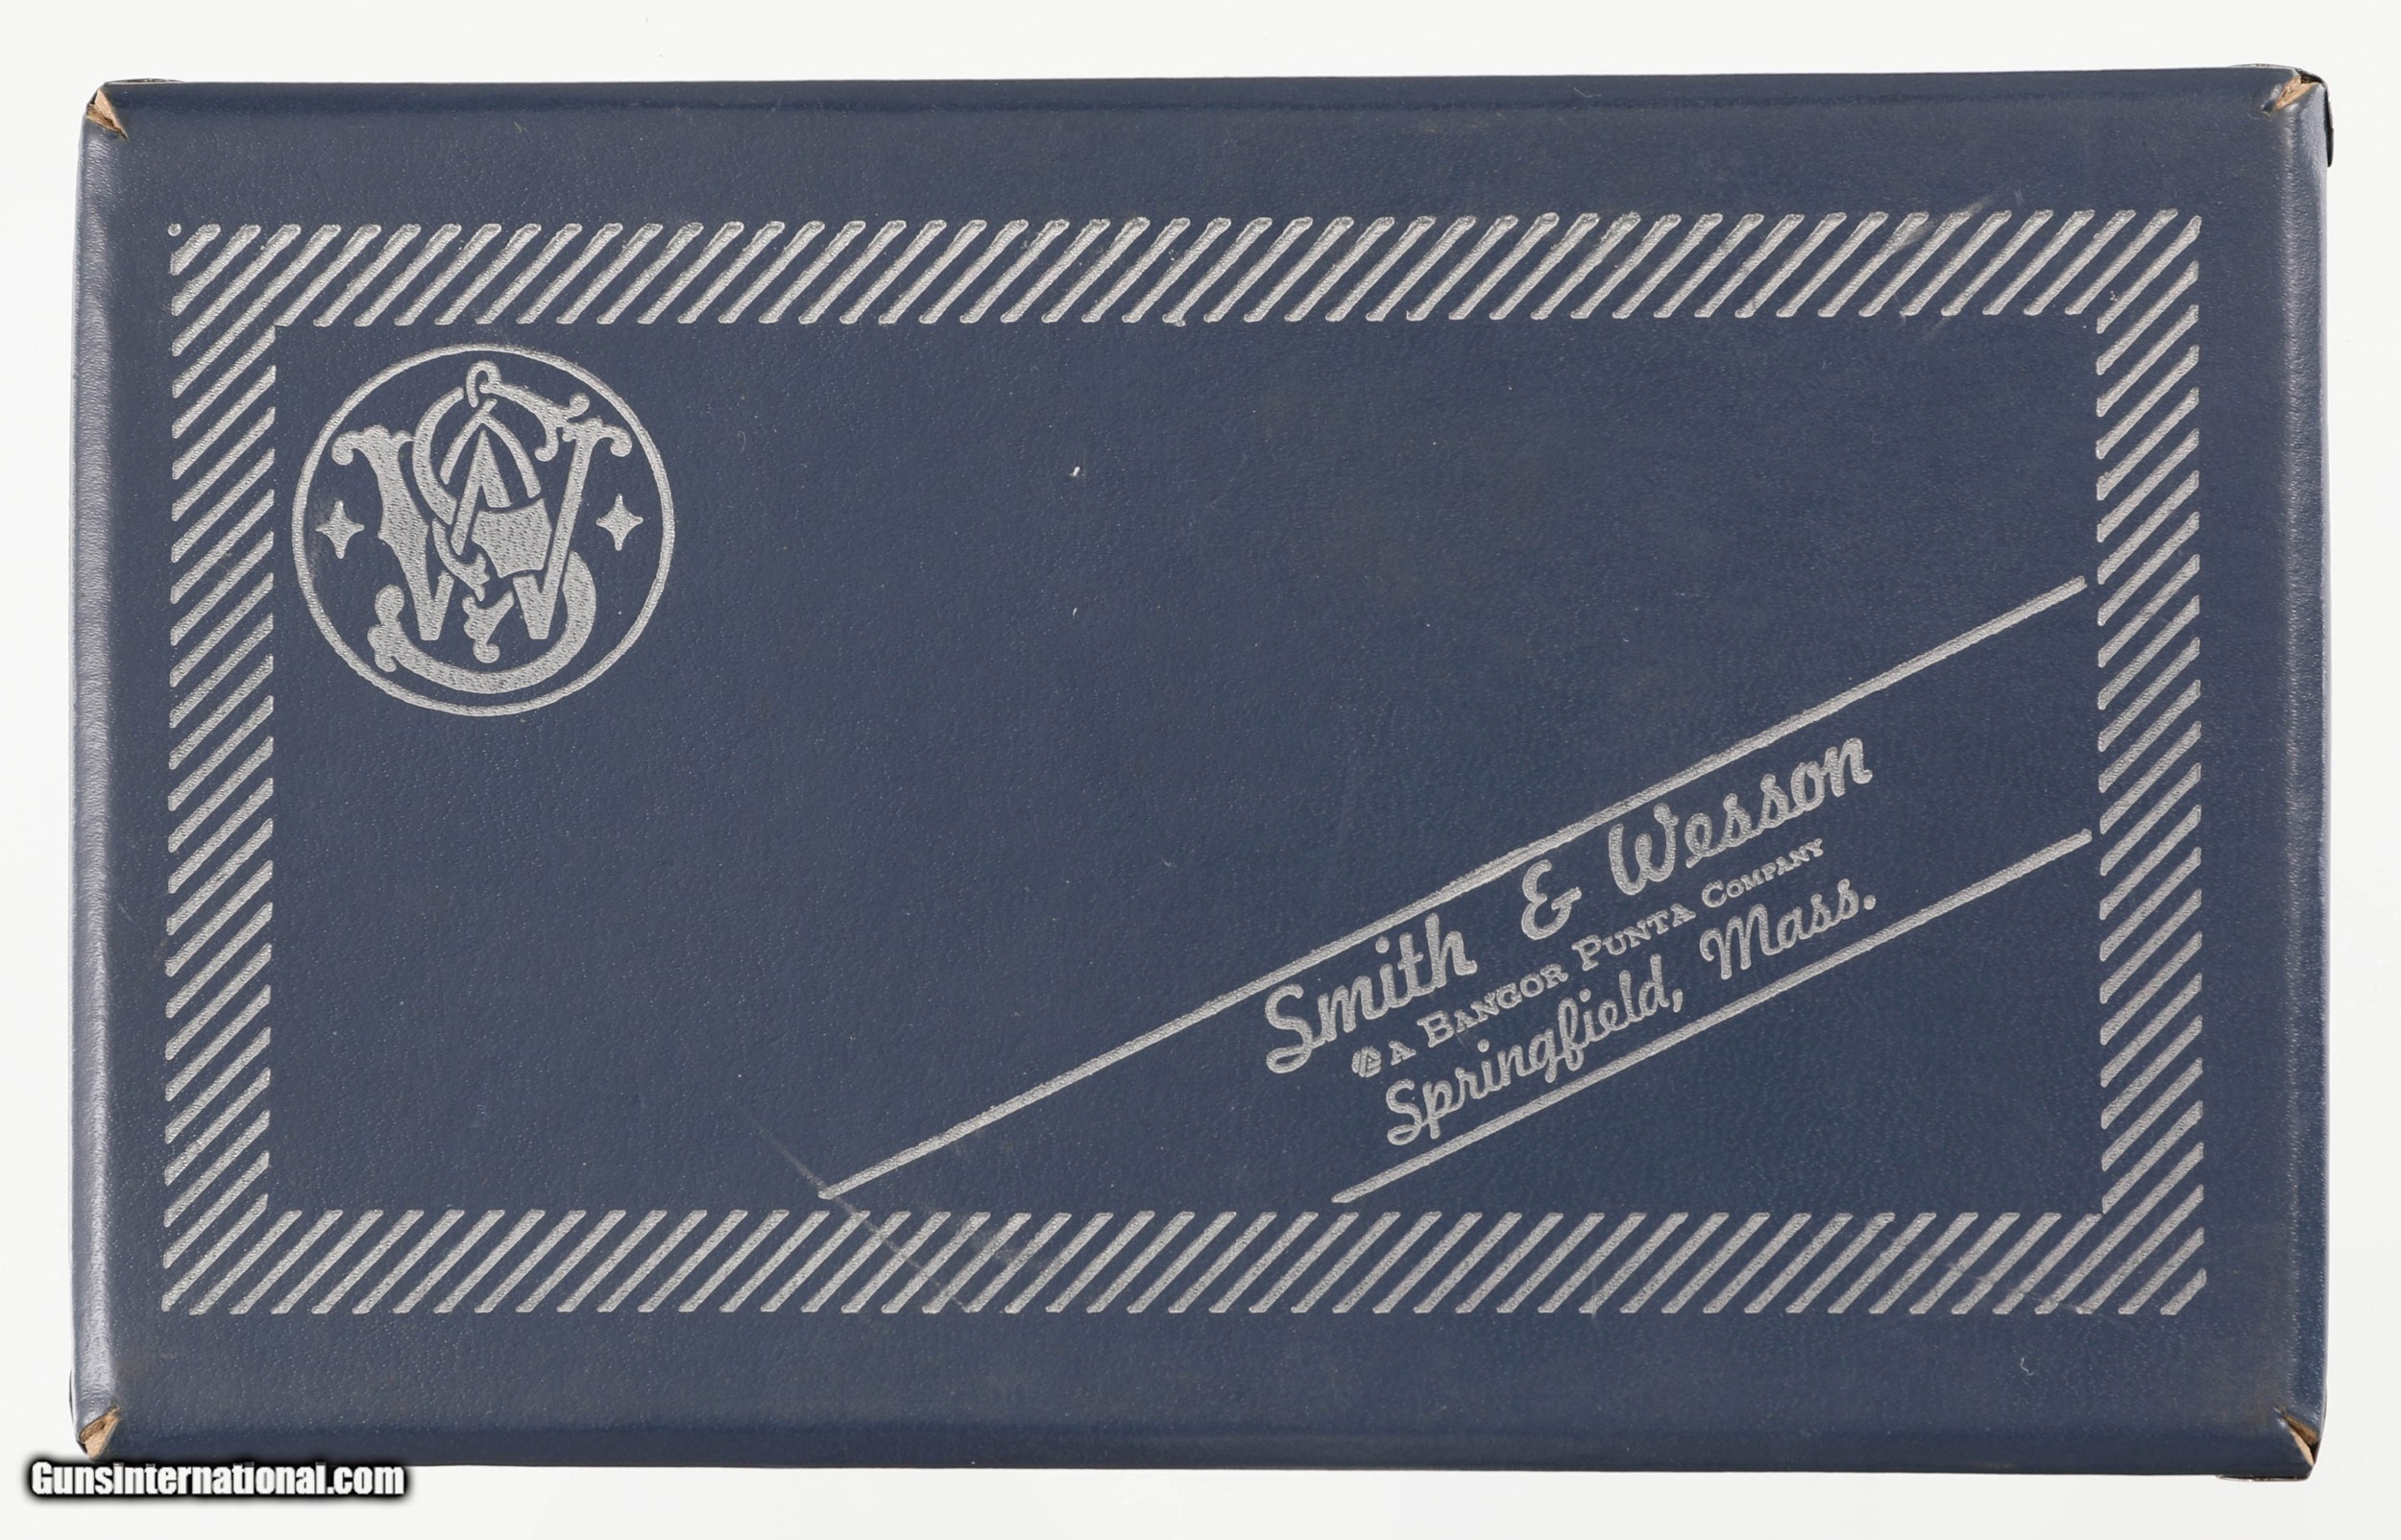 Smith & Wesson
A BANGOR PUNTA COMPANY
Springfield, Mass.
GunsInternational.com